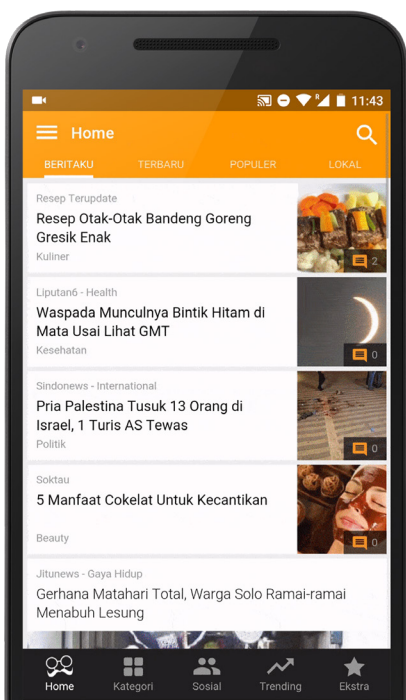 R
11:43
Home
BERITAKU TERBARU POPULER LOKAL
Resep Terupdate
Resep Otak-Otak Bandeng Goreng
Gresik Enak
Kuliner
2
Liputan6 - Health
Waspada Munculnya Bintik Hitam di
Mata Usai Lihat GMT
Kesehatan
0
Sindonews - International
Pria Palestina Tusuk 13 Orang di
Israel, 1 Turis AS Tewas
Politik
0
Soktau
5 Manfaat Cokelat Untuk Kecantikan
Beauty
0
Jitunews - Gaya Hidup
Gerhana Matahari Total, Warga Solo Ramai-ramai
Menabuh Lesung
Home Kategori Sosial Trending Ekstra